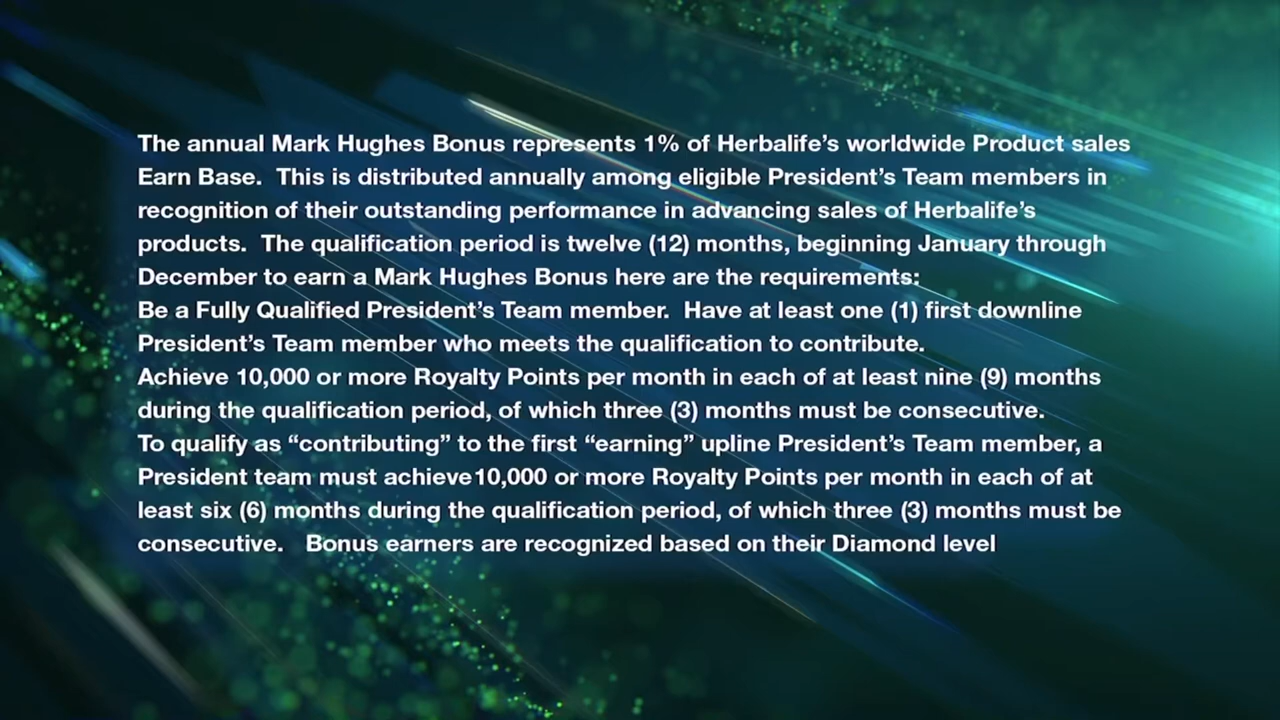 The annual Mark Hughes Bonus represents 1% of Herbalife’s worldwide Product sales
Earn Base.  This is distributed annually among eligible President’s Team members in
recognition of their outstanding performance in advancing sales of Herbalife’s
products.  The qualification period is twelve (12) months, beginning January through
December to earn a Mark Hughes Bonus here are the requirements:
Be a Fully Qualified President’s Team member.  Have at least one (1) first downline
President’s Team member who meets the qualification to contribute.
Achieve 10,000 or more Royalty Points per month in each of at least nine (9) months
during the qualification period, of which three (3) months must be consecutive.
To qualify as “contributing” to the first “earning” upline President’s Team member, a
President team must achieve 10,000 or more Royalty Points per month in each of at
least six (6) months during the qualification period, of which three (3) months must be
consecutive.   Bonus earners are recognized based on their Diamond level